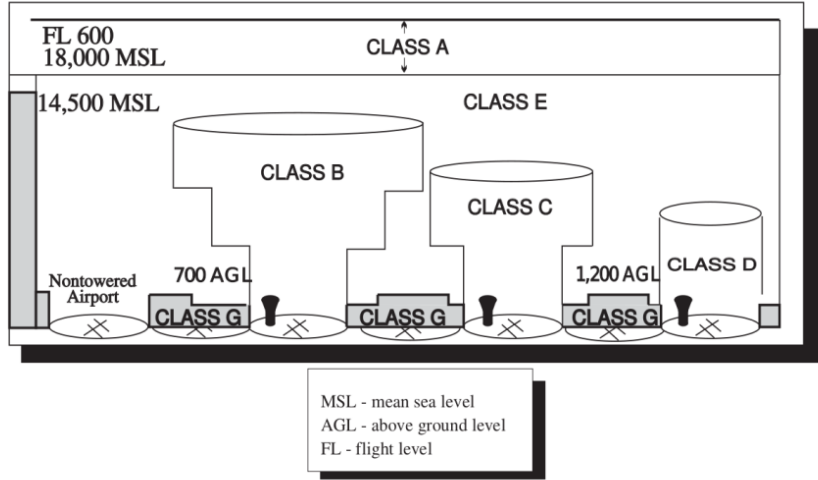 FL 600
18,000 MSL
CLASS A
14,500 MSL
CLASS E
CLASS B
CLASS C
CLASS D
Nontowered
Airport
700 AGL
1,200 AGL
CLASS G
CLASS G
CLASS G
MSL - mean sea level
AGL - above ground level
FL - flight level